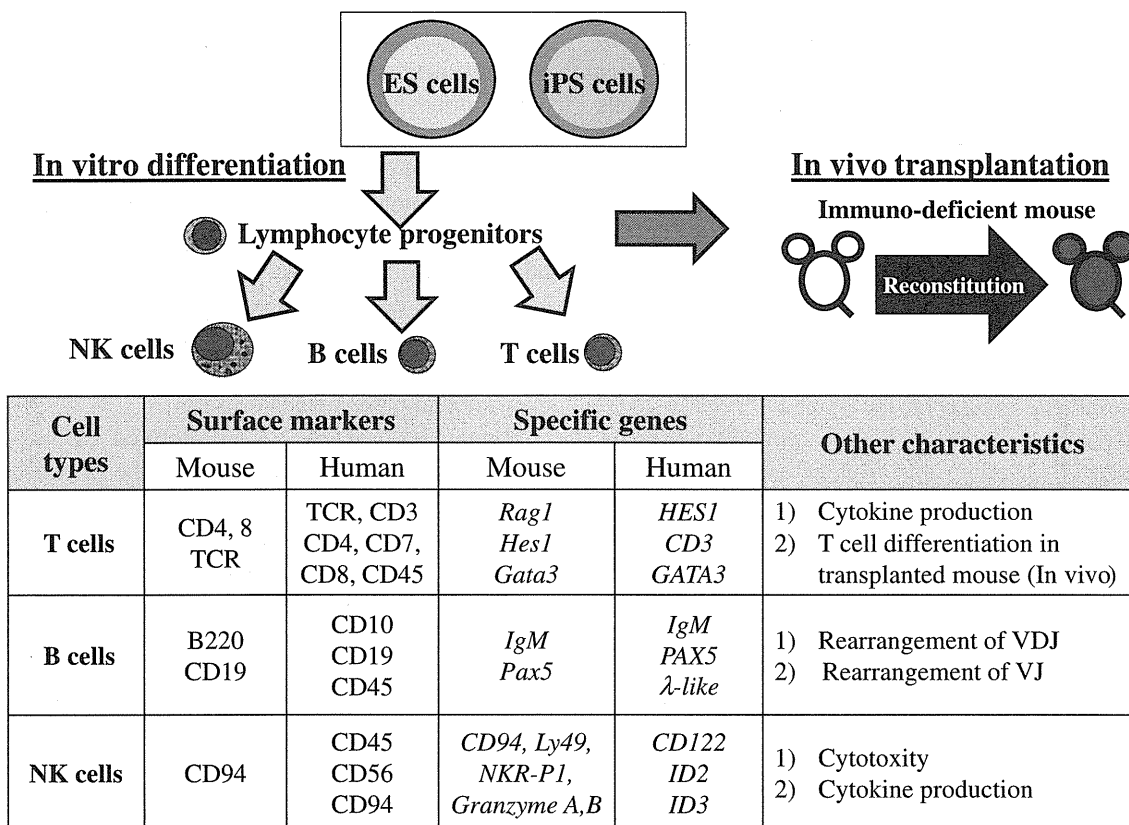 ES cells
iPS cells
In vitro differentiation
In vivo transplantation
Immuno-deficient mouse
Lymphocyte progenitors
Reconstitution
NK cells
B cells
T cells
Cell types
Surface markers
Specific genes
Other characteristics
Mouse
Human
Mouse
Human
T cells
CD4, 8
TCR
TCR, CD3
CD4, CD7,
CD8, CD45
Rag1
Hes1
Gata3
HES1
CD3
GATA3
1) Cytokine production
2) T cell differentiation in
transplanted mouse (In vivo)
B cells
B220
CD19
CD10
CD19
CD45
IgM
Pax5
IgM
PAX5
λ-like
1) Rearrangement of VDJ
2) Rearrangement of VJ
NK cells
CD94
CD45
CD56
CD94
CD94, Ly49,
NKR-P1,
Granzyme A,B
CD122
ID2
ID3
1) Cytotoxity
2) Cytokine production